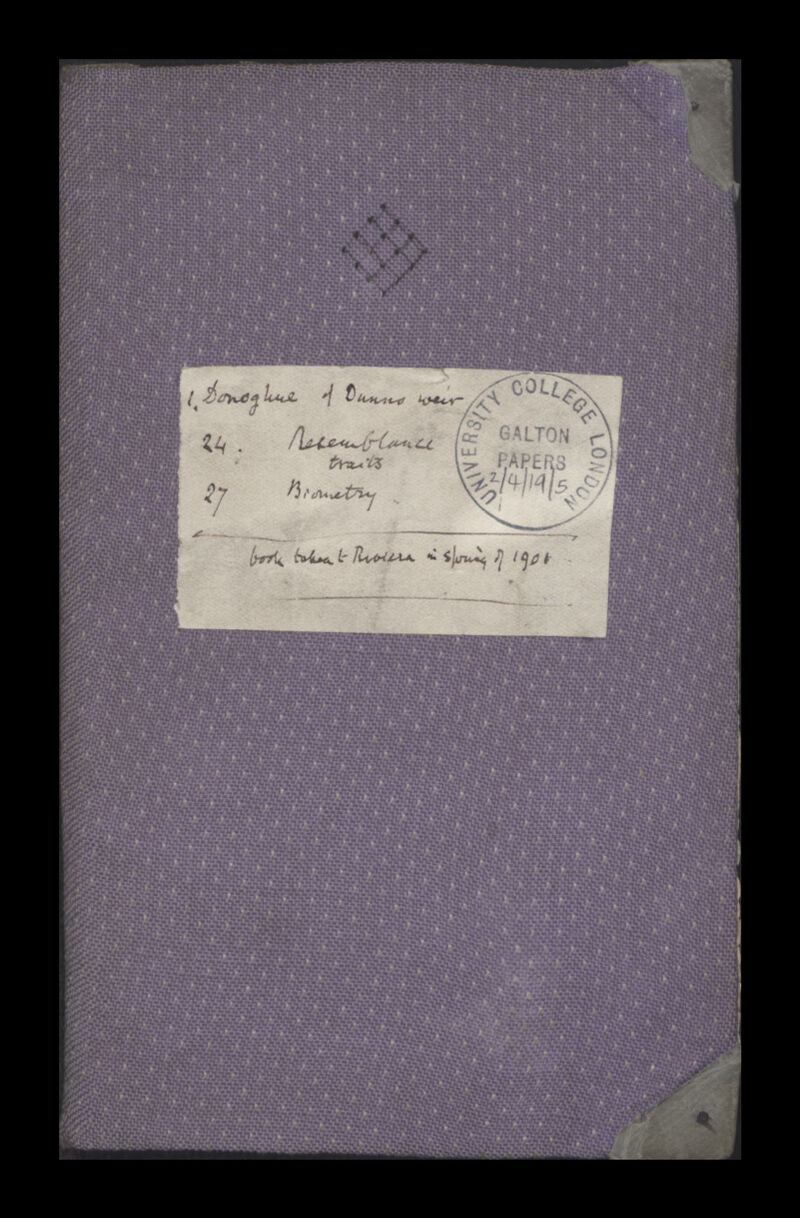 1. Donoghue of Dunno weir
24. Resemblance
traits
27 Biometry
book taken to Riviera in Spring of 1901
UNIVERSITY COLLEGE LONDON
GALTON
PAPERS
2/4/19/5